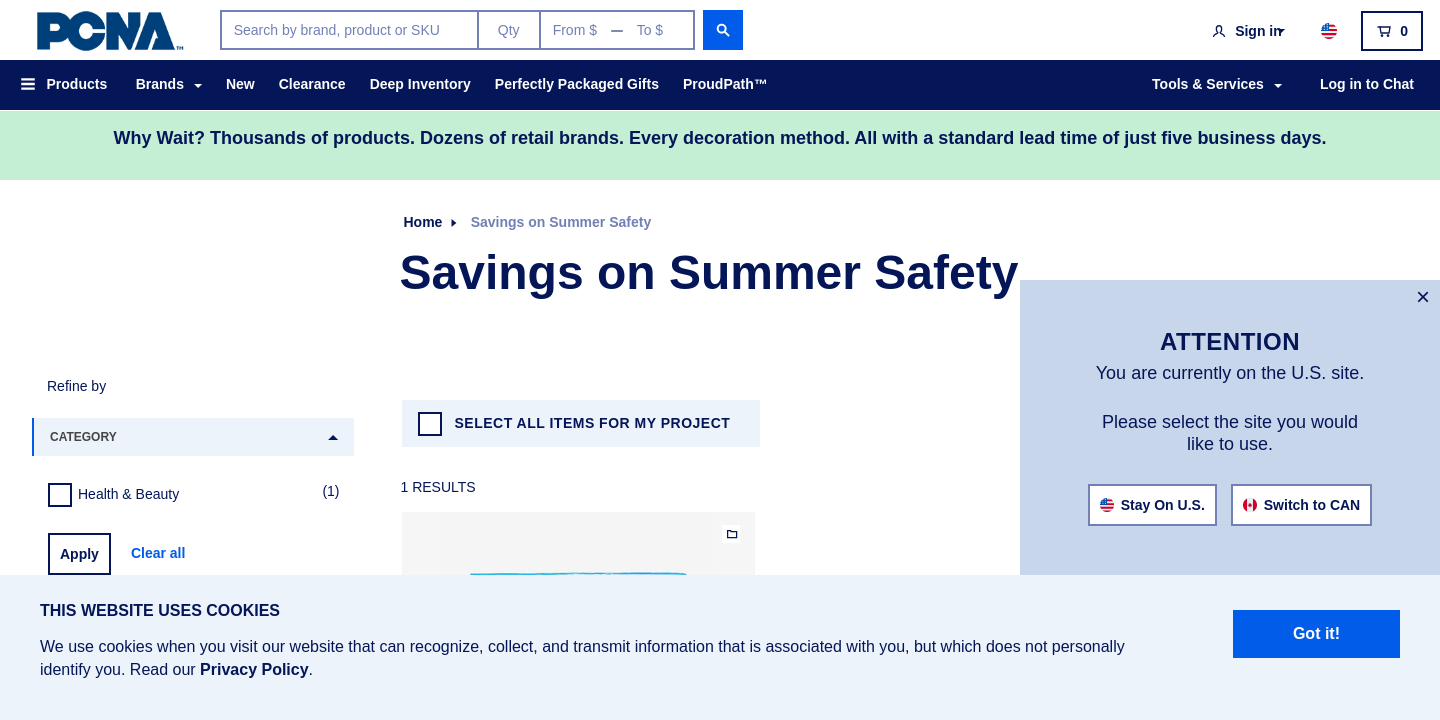 PCNA™
Search by brand, product or SKU
Qty
From $ — To $
Sign in
0
Products
Brands
New
Clearance
Deep Inventory
Perfectly Packaged Gifts
ProudPath™
Tools & Services
Log in to Chat
Why Wait? Thousands of products. Dozens of retail brands. Every decoration method. All with a standard lead time of just five business days.
Home
Savings on Summer Safety
Savings on Summer Safety
×
ATTENTION
You are currently on the U.S. site.
Please select the site you would
like to use.
Stay On U.S.
Switch to CAN
Refine by
CATEGORY
Health & Beauty
(1)
Apply
Clear all
SELECT ALL ITEMS FOR MY PROJECT
1 RESULTS
THIS WEBSITE USES COOKIES
We use cookies when you visit our website that can recognize, collect, and transmit information that is associated with you, but which does not personally
identify you. Read our Privacy Policy.
Got it!